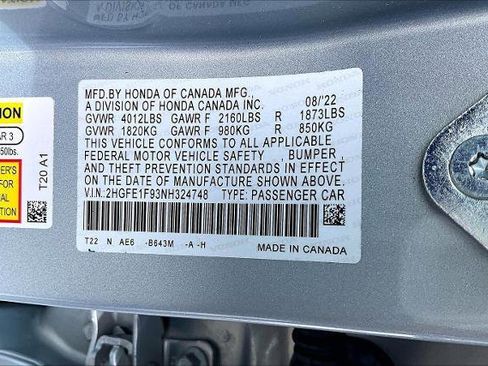 MFD.BY HONDA OF CANADA MFG.,
A DIVISION OF HONDA CANADA INC. 08/'22
GVWR 4012LBS GAWR F 2160LBS R 1873LBS
GVWR 1820KG GAWR F 980KG R 850KG
THIS VEHICLE CONFORMS TO ALL APPLICABLE
FEDERAL MOTOR VEHICLE SAFETY , BUMPER,
AND THEFT PREVENTION STANDARDS IN EFFECT
ON THE DATE OF MANUFACTURE SHOWN ABOVE.
V.I.N. 2HGFE1F93NH324748 TYPE: PASSENGER CAR
T22 N AE6 -B643M -A -H
MADE IN CANADA
T20 A1